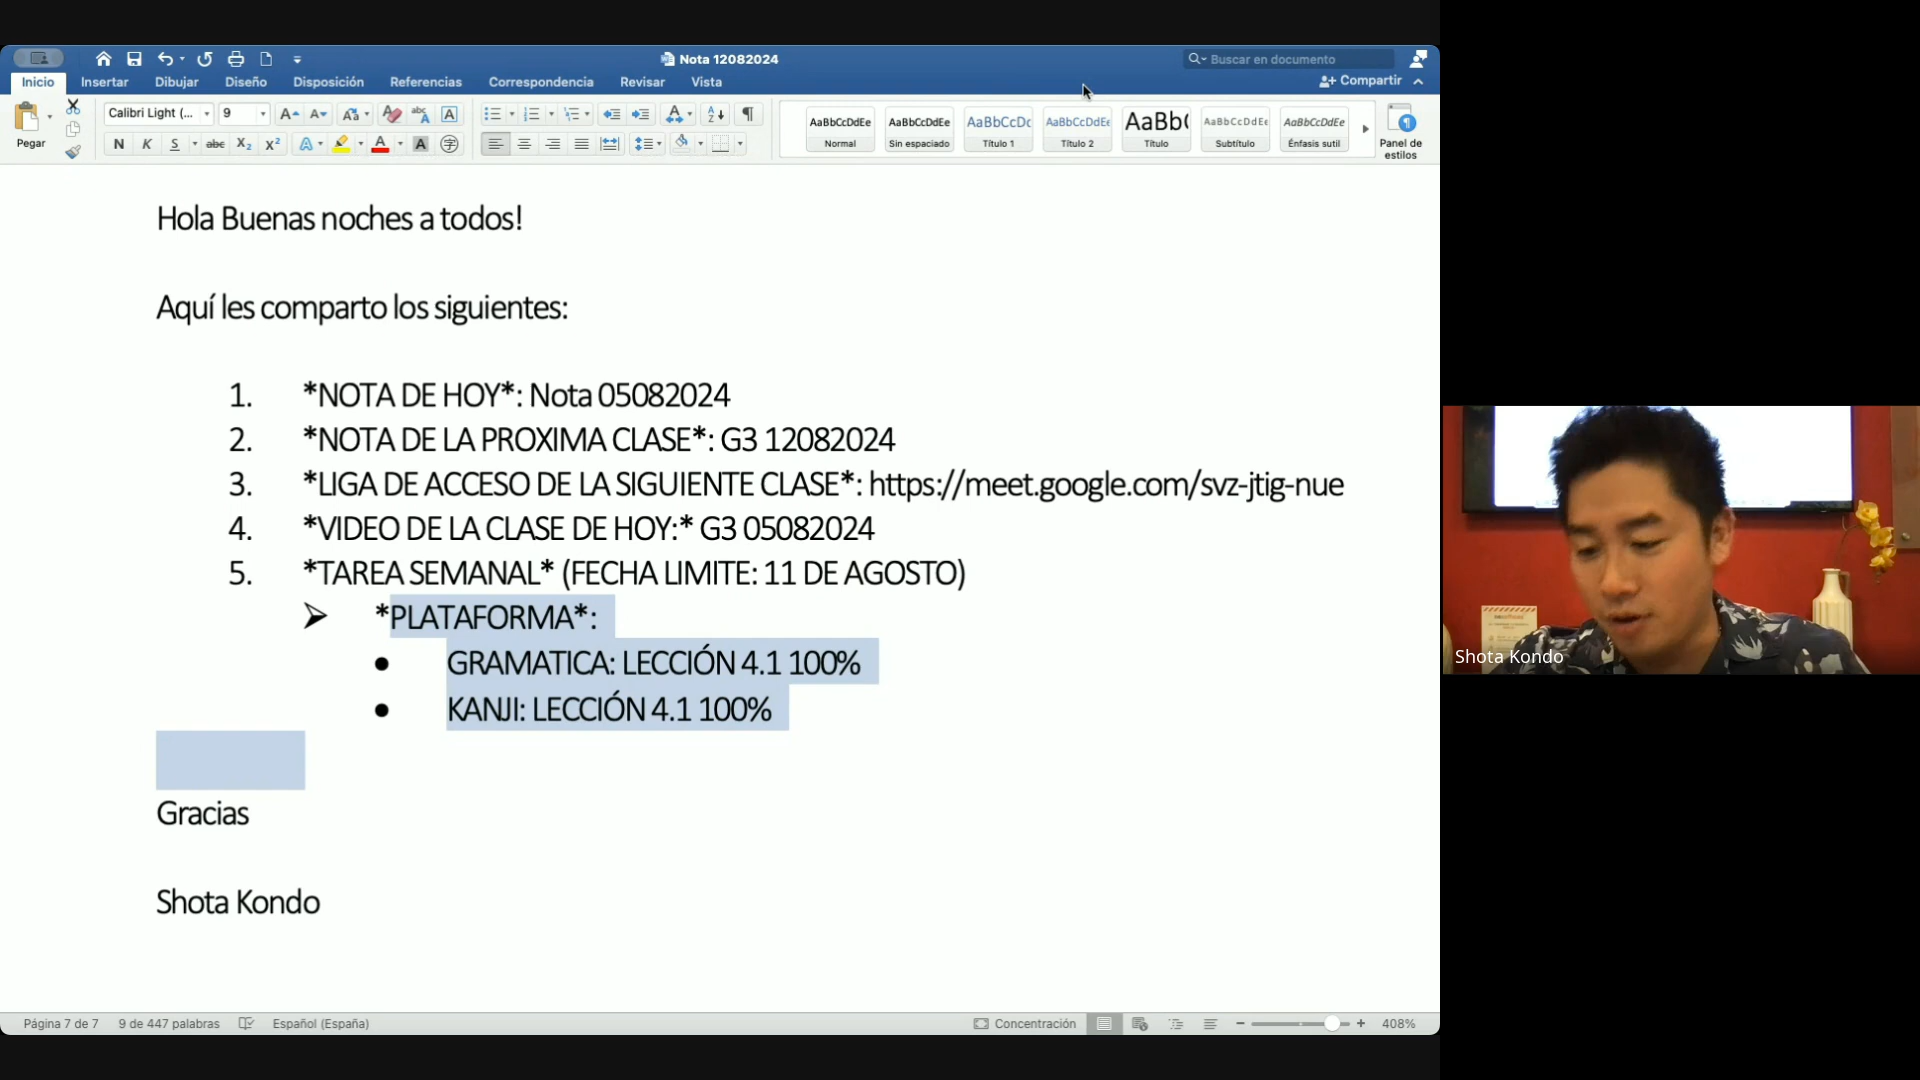 Nota 12082024
Buscar en documento
Inicio Insertar Dibujar Diseño Disposición Referencias Correspondencia Revisar Vista Compartir
Pegar
Calibri Light (... 9
N K S abc X₂ X²
AaBbCcDdEe AaBbCcDdEe AaBbCcDc AaBbCcDdEe AaBb( AaBbCcDdEe AaBbCcDdEe
Normal Sin espaciado Título 1 Título 2 Título Subtítulo Énfasis sutil
Panel de
estilos
Hola Buenas noches a todos!
Aquí les comparto los siguientes:
1. *NOTA DE HOY*: Nota 05082024
2. *NOTA DE LA PROXIMA CLASE*: G3 12082024
3. *LIGA DE ACCESO DE LA SIGUIENTE CLASE*: https://meet.google.com/svz-jtig-nue
4. *VIDEO DE LA CLASE DE HOY:* G3 05082024
5. *TAREA SEMANAL* (FECHA LIMITE: 11 DE AGOSTO)
➢ *PLATAFORMA*:
● GRAMATICA: LECCIÓN 4.1 100%
● KANJI: LECCIÓN 4.1 100%
Gracias
Shota Kondo
Página 7 de 7 9 de 447 palabras Español (España) Concentración 408%
Shota Kondo